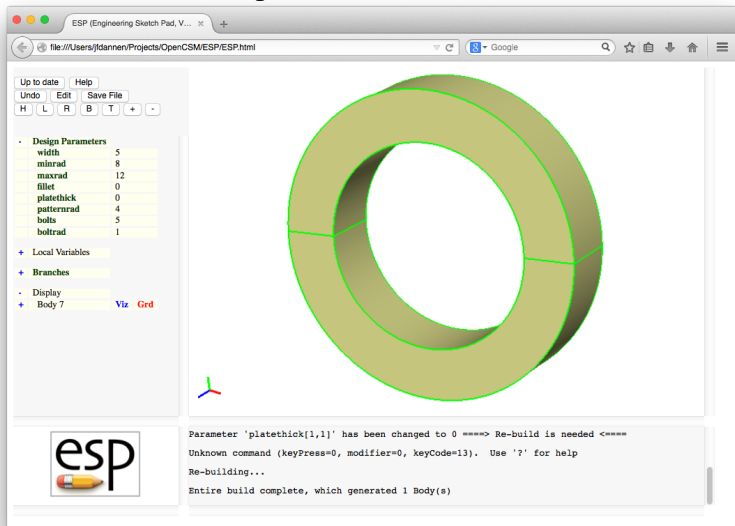 ESP (Engineering Sketch Pad, V...
file:///Users/jfdannen/Projects/OpenCSM/ESP/ESP.html
Google
Up to date Help
Undo Edit Save File
H L R B T + -
- Design Parameters
width 5
minrad 8
maxrad 12
fillet 0
platethick 0
patternrad 4
bolts 5
boltrad 1
+ Local Variables
+ Branches
- Display
+ Body 7 Viz Grd
esp
Parameter 'platethick[1,1]' has been changed to 0 ====> Re-build is needed <====
Unknown command (keyPress=0, modifier=0, keyCode=13). Use '?' for help
Re-building...
Entire build complete, which generated 1 Body(s)